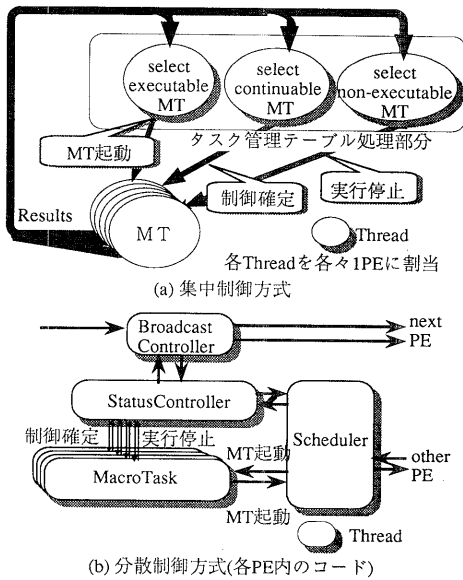 select
executable
MT
select
continuable
MT
select
non-executable
MT
MT起動
タスク管理テーブル処理部分
制御確定
実行停止
Results
MT
Thread
各Threadを各々1PEに割当
(a) 集中制御方式
Broadcast
Controller
next
PE
StatusController
制御確定
実行停止
MT起動
Scheduler
other
PE
MacroTask
MT起動
Thread
(b) 分散制御方式(各PE内のコード)